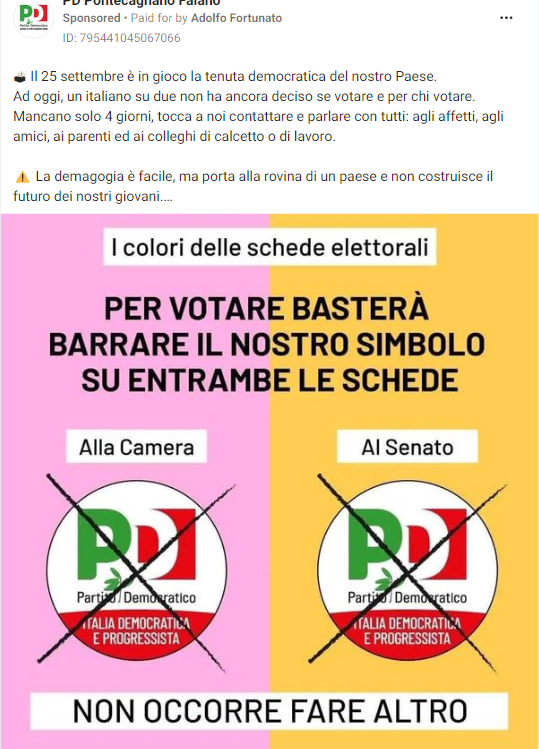 PD Pontecagnano Faiano
Sponsored • Paid for by Adolfo Fortunato
ID: 795441045067066
Il 25 settembre è in gioco la tenuta democratica del nostro Paese.
Ad oggi, un italiano su due non ha ancora deciso se votare e per chi votare.
Mancano solo 4 giorni, tocca a noi contattare e parlare con tutti: agli affetti, agli
amici, ai parenti ed ai colleghi di calcetto o di lavoro.
La demagogia è facile, ma porta alla rovina di un paese e non costruisce il
futuro dei nostri giovani....
I colori delle schede elettorali
PER VOTARE BASTERÀ
BARRARE IL NOSTRO SIMBOLO
SU ENTRAMBE LE SCHEDE
Alla Camera
Al Senato
PD
Partito Democratico
ITALIA DEMOCRATICA
E PROGRESSISTA
PD
Partito Democratico
ITALIA DEMOCRATICA
E PROGRESSISTA
NON OCCORRE FARE ALTRO